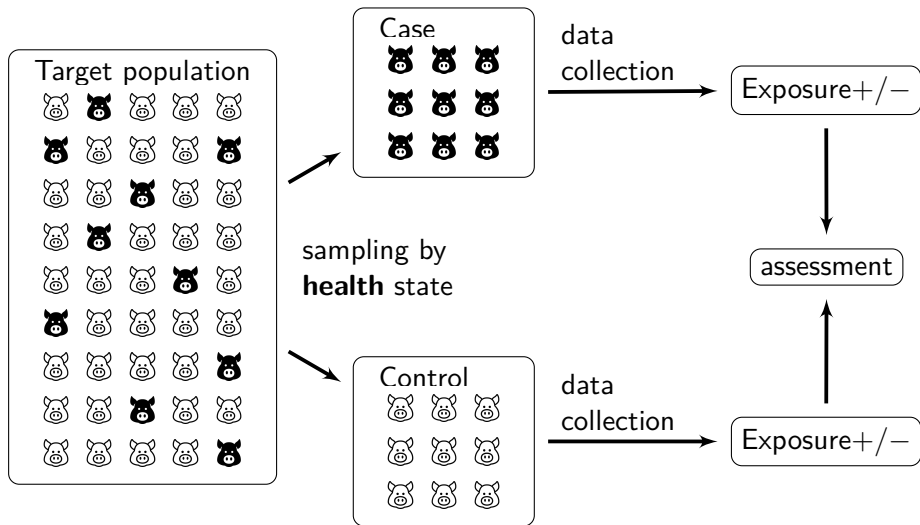 Target population
Case
data
collection
Exposure+/−
sampling by
health state
assessment
Control
data
collection
Exposure+/−